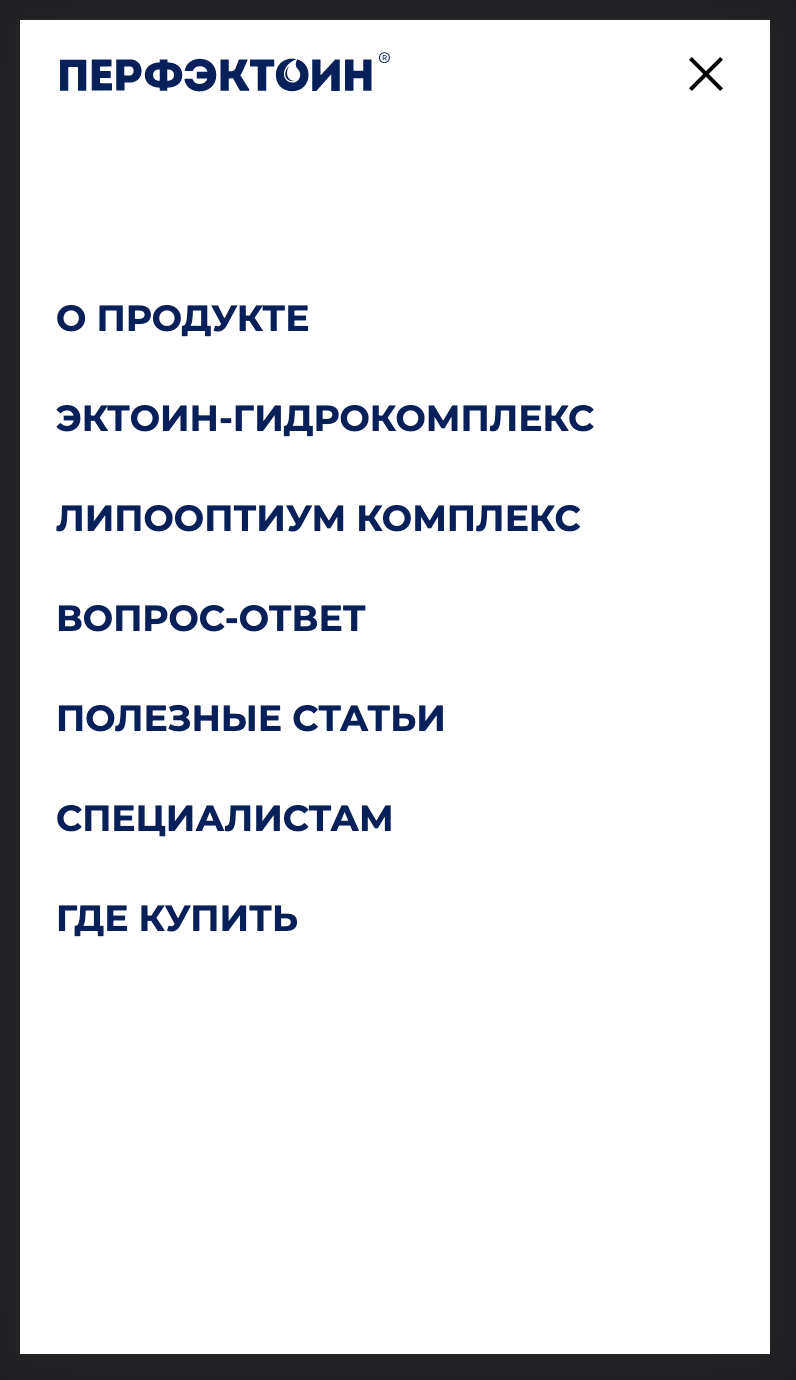 ПЕРФЭКТОИН®
О ПРОДУКТЕ
ЭКТОИН-ГИДРОКОМПЛЕКС
ЛИПООПТИУМ КОМПЛЕКС
ВОПРОС-ОТВЕТ
ПОЛЕЗНЫЕ СТАТЬИ
СПЕЦИАЛИСТАМ
ГДЕ КУПИТЬ